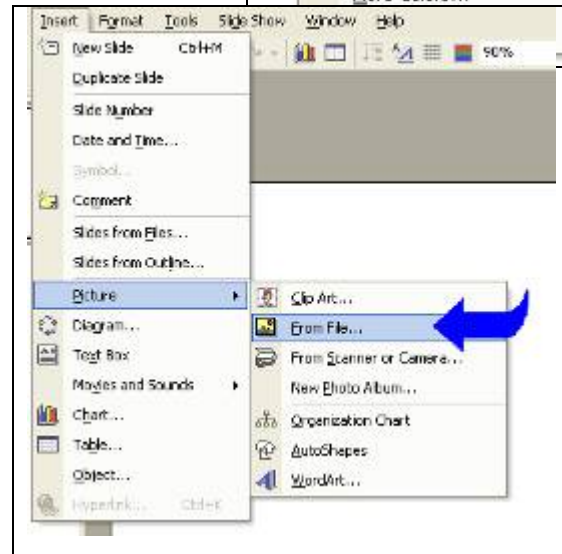 Insert Format Tools Slide Show Window Help
New Slide Ctrl+M
90%
Duplicate Slide
Slide Number
Date and Time...
Symbol...
Comment
Slides from Files...
Slides from Outline...
Picture
Clip Art...
Diagram...
From File...
Text Box
From Scanner or Camera...
Movies and Sounds
New Photo Album...
Chart...
Organization Chart
Table...
AutoShapes
Object...
WordArt...
Hyperlink... Ctrl+K